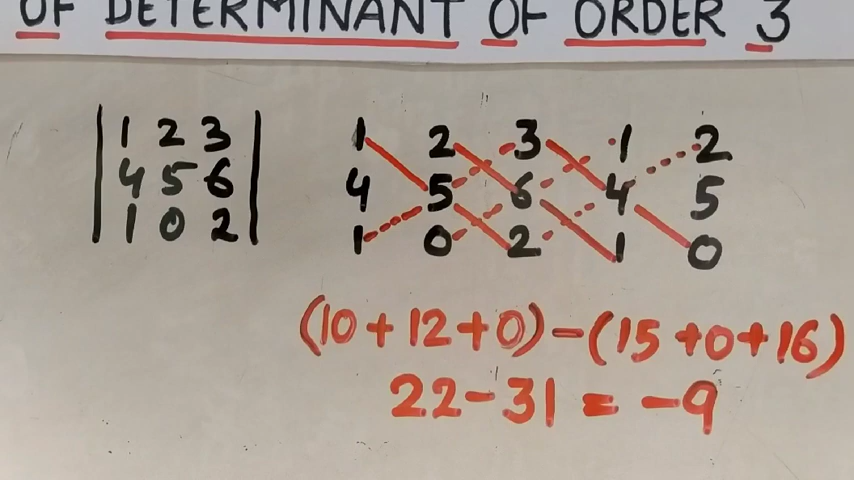 OF DETERMINANT OF ORDER 3
1 2 3 1 2 3 1 2
4 5 6 4 5 6 4 5
1 0 2 1 0 2 1 0
(10+12+0)-(15+0+16)
22-31 = -9